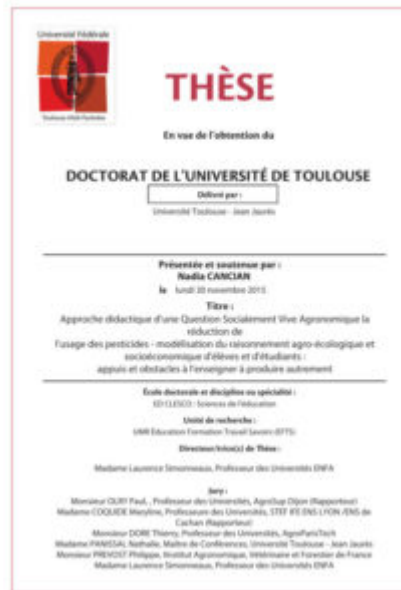 Université Fédérale
Toulouse Midi-Pyrénées
THÈSE
En vue de l'obtention du
DOCTORAT DE L'UNIVERSITÉ DE TOULOUSE
Délivré par :
Université Toulouse - Jean Jaurès
Présentée et soutenue par :
Nadia CANCIAN
le lundi 30 novembre 2015
Titre :
Approche didactique d'une Question Socialement Vive Agronomique la
réduction de
l'usage des pesticides - modélisation du raisonnement agro-écologique et
socioéconomique d'élèves et d'étudiants :
appuis et obstacles à l'enseigner à produire autrement
École doctorale et discipline ou spécialité :
ED CLESCO : Sciences de l'éducation
Unité de recherche :
UMR Education Formation Travail Savoirs (EFTS)
Directeur/trice(s) de Thèse :
Madame Laurence Simonneaux, Professeur des Universités ENFA
Jury :
Monsieur OLRY Paul, , Professeur des Universités, AgroSup Dijon (Rapporteur)
Madame COQUIDE Maryline, Professeure des Universités, STEF IFE ENS LYON /ENS de
Cachan (Rapporteur)
Monsieur DORE Thierry, Professeur des Universités, AgroParisTech
Madame PANISSAL Nathalie, Maître de Conférences, Université Toulouse - Jean Jaurès
Monsieur PREVOST Philippe, Institut Agronomique, Vétérinaire et Forestier de France
Madame Laurence Simonneaux, Professeur des Universités ENFA